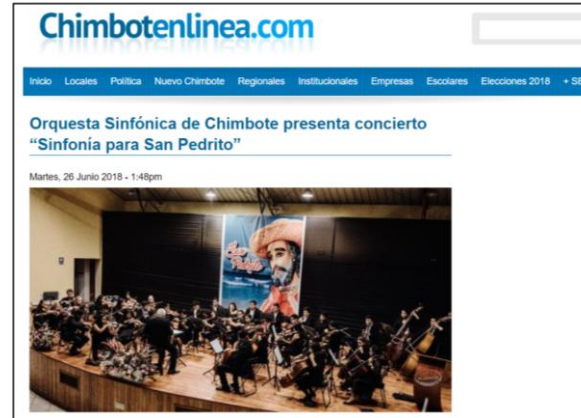 Chimbotenlinea.com
Inicio Locales Política Nuevo Chimbote Regionales Institucionales Empresas Escolares Elecciones 2018
Orquesta Sinfónica de Chimbote presenta concierto
“Sinfonía para San Pedrito”
Martes, 26 Junio 2018 - 1:48pm